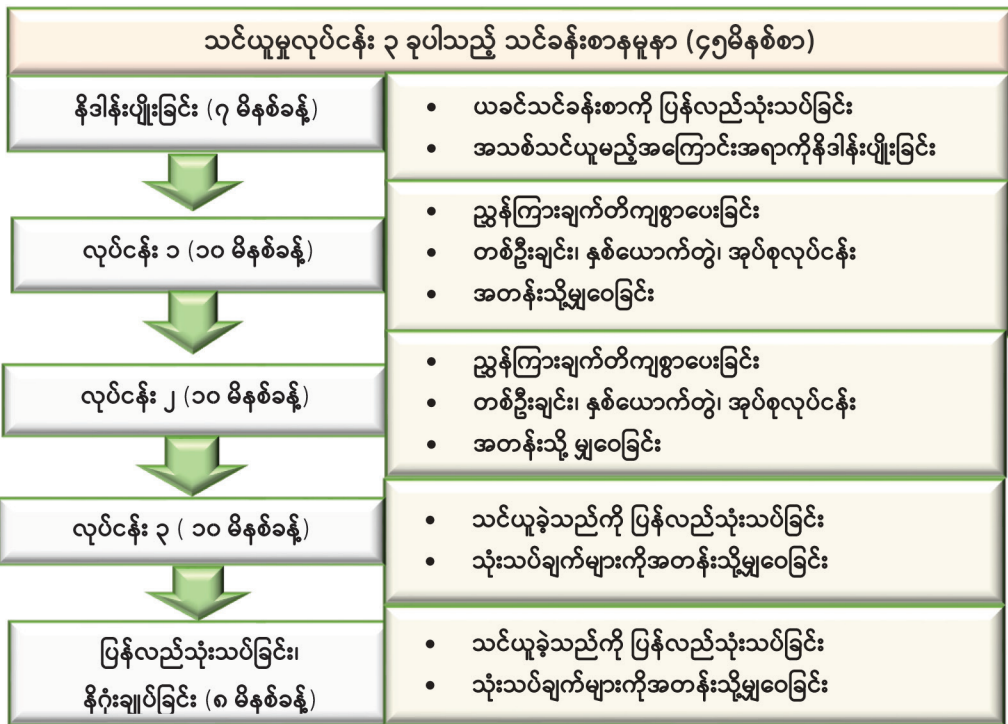 သင်ယူမှုလုပ်ငန်း ၃ ခုပါသည့် သင်ခန်းစာနမူနာ (၄၅မိနစ်စာ)
နိဒါန်းပျိုးခြင်း (၇ မိနစ်ခန့်)
• ယခင်သင်ခန်းစာကို ပြန်လည်သုံးသပ်ခြင်း
• အသစ်သင်ယူမည့်အကြောင်းအရာကိုနိဒါန်းပျိုးခြင်း
လုပ်ငန်း ၁ (၁၀ မိနစ်ခန့်)
• ညွှန်ကြားချက်တိကျစွာပေးခြင်း
• တစ်ဦးချင်း၊ နှစ်ယောက်တွဲ၊ အုပ်စုလုပ်ငန်း
• အတန်းသို့မျှဝေခြင်း
လုပ်ငန်း ၂ (၁၀ မိနစ်ခန့်)
• ညွှန်ကြားချက်တိကျစွာပေးခြင်း
• တစ်ဦးချင်း၊ နှစ်ယောက်တွဲ၊ အုပ်စုလုပ်ငန်း
• အတန်းသို့ မျှဝေခြင်း
လုပ်ငန်း ၃ ( ၁၀ မိနစ်ခန့်)
• သင်ယူခဲ့သည်ကို ပြန်လည်သုံးသပ်ခြင်း
• သုံးသပ်ချက်များကိုအတန်းသို့မျှဝေခြင်း
ပြန်လည်သုံးသပ်ခြင်း၊
နိဂုံးချုပ်ခြင်း (၈ မိနစ်ခန့်)
• သင်ယူခဲ့သည်ကို ပြန်လည်သုံးသပ်ခြင်း
• သုံးသပ်ချက်များကိုအတန်းသို့မျှဝေခြင်း